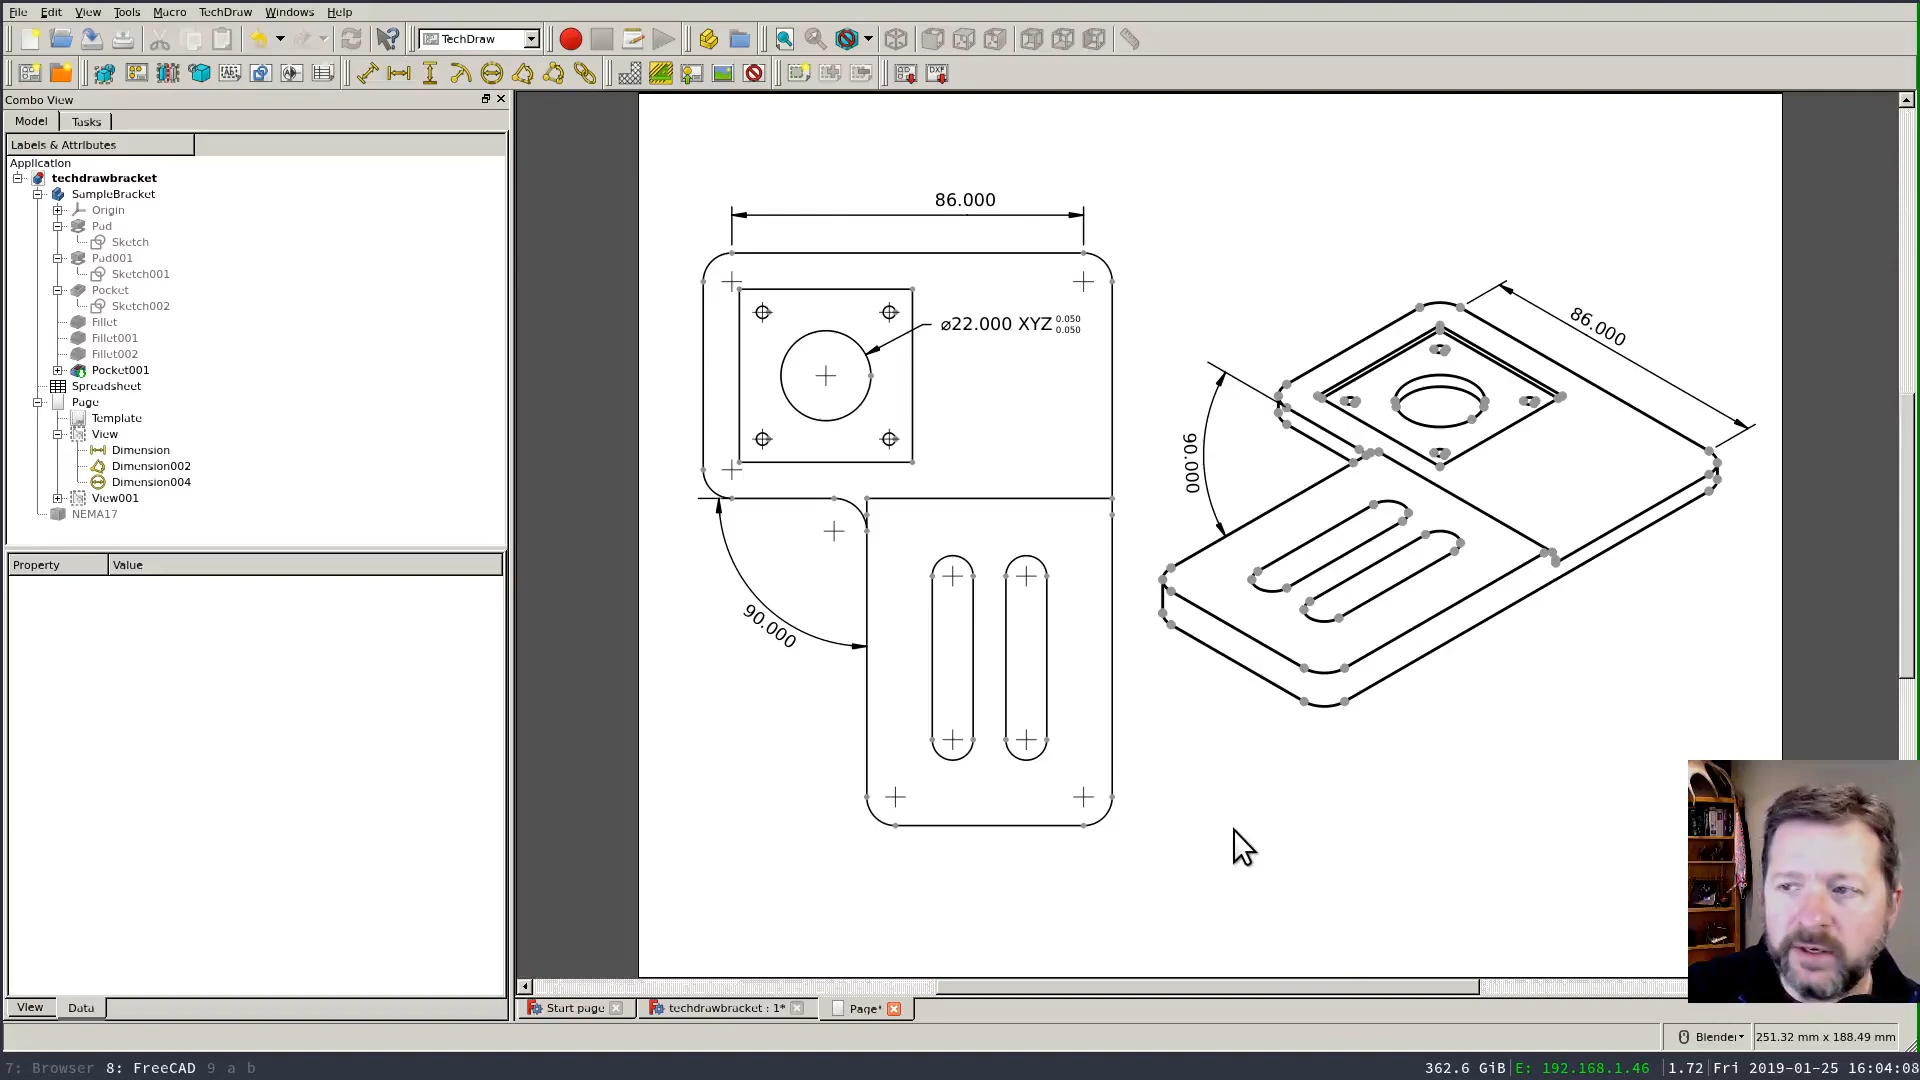 File Edit View Tools Macro TechDraw Windows Help
TechDraw
Combo View
Model Tasks
Labels & Attributes
Application
techdrawbracket
SampleBracket
Origin
Pad
Sketch
Pad001
Sketch001
Pocket
Sketch002
Fillet
Fillet001
Fillet002
Pocket001
Spreadsheet
Page
Template
View
Dimension
Dimension002
Dimension004
View001
NEMA17
Property Value
View Data
86.000
⌀22.000 XYZ 0.050
0.050
90.000
86.000
90.000
Start page techdrawbracket : 1* Page*
Blender 251.32 mm x 188.49 mm
7: Browser 8: FreeCAD 9 a b
362.6 GiB E: 192.168.1.46 1.72 Fri 2019-01-25 16:04:08